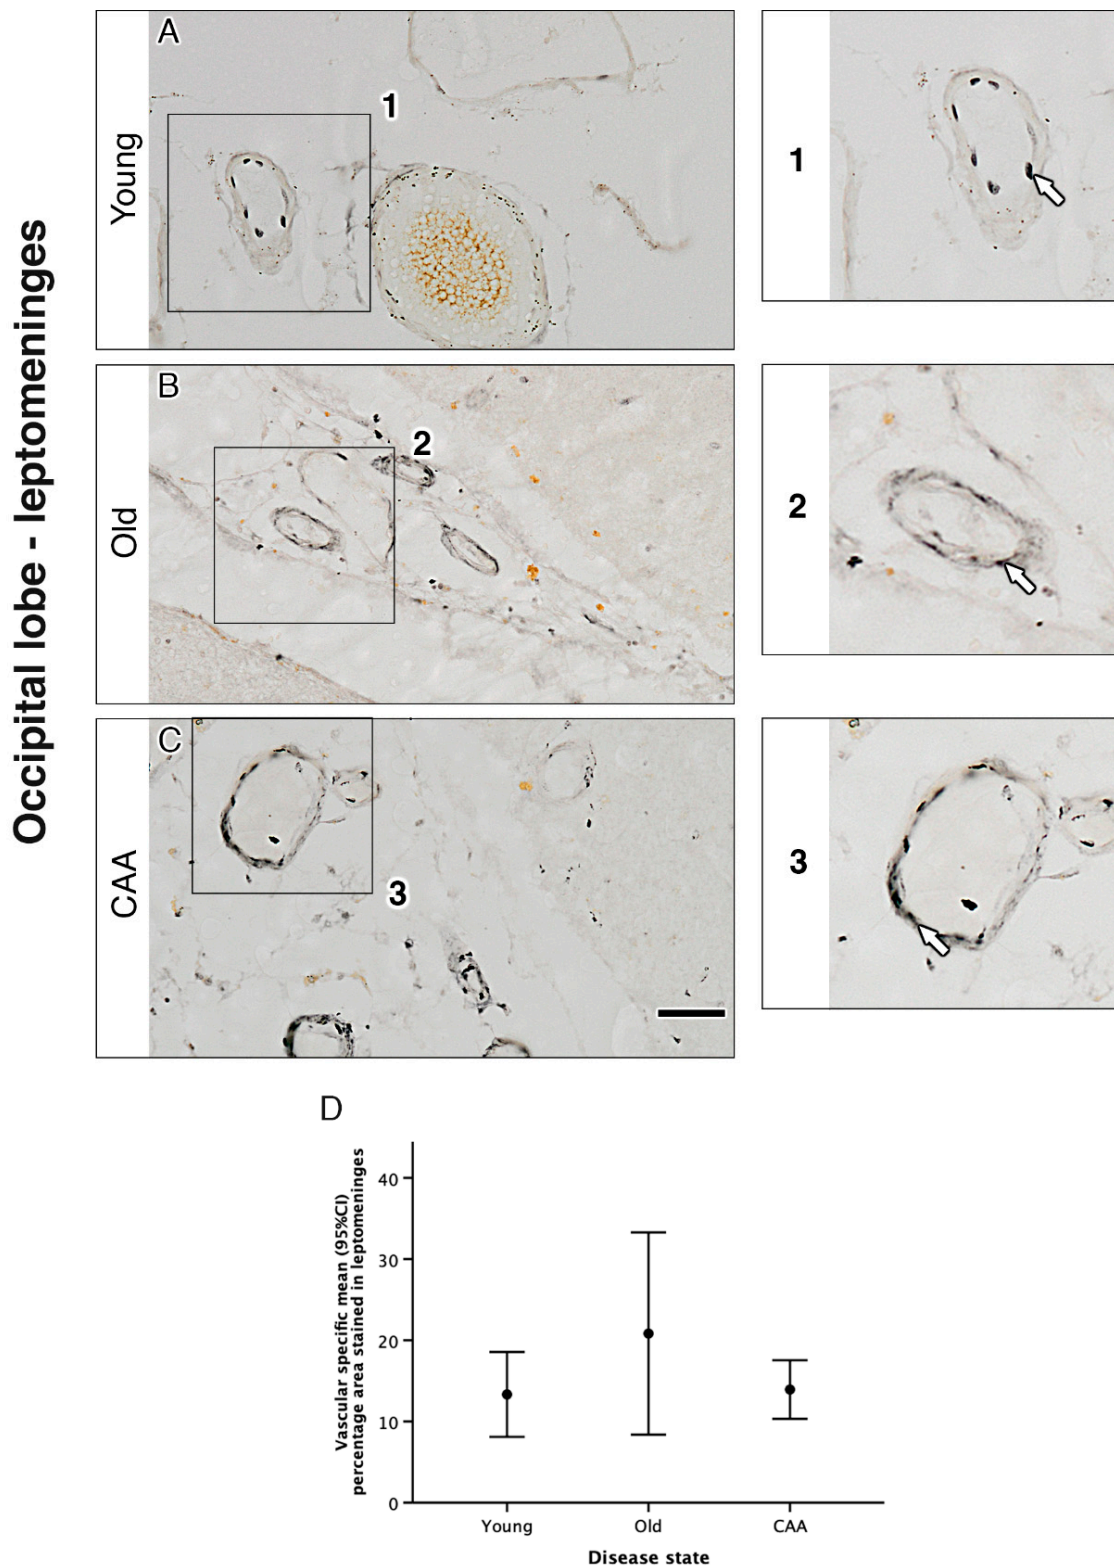 Occipital lobe - leptomeninges
A
Young
1
1
B
Old
2
2
C
CAA
3
3
D
Vascular specific mean (95%CI)
percentage area stained in leptomeninges
40
30
20
10
0
Young
Old
CAA
Disease state